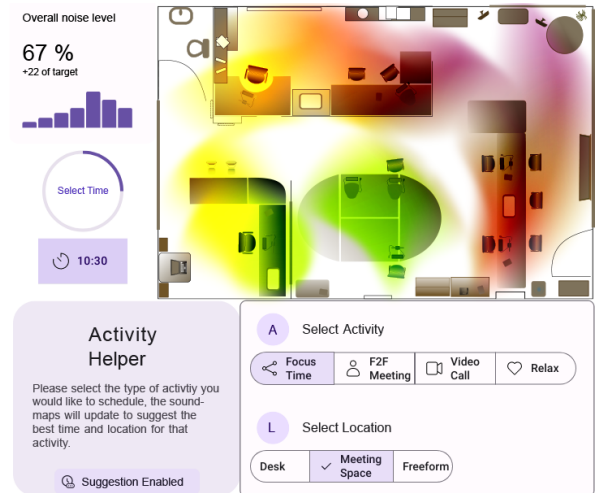 Overall noise level
67 %
+22 of target
Select Time
10:30
Activity
Helper
Please select the type of activtiy you
would like to schedule, the sound-
maps will update to suggest the
best time and location for that
activity.
Suggestion Enabled
A
Select Activity
Focus
Time
F2F
Meeting
Video
Call
Relax
L
Select Location
Desk
Meeting
Space
Freeform